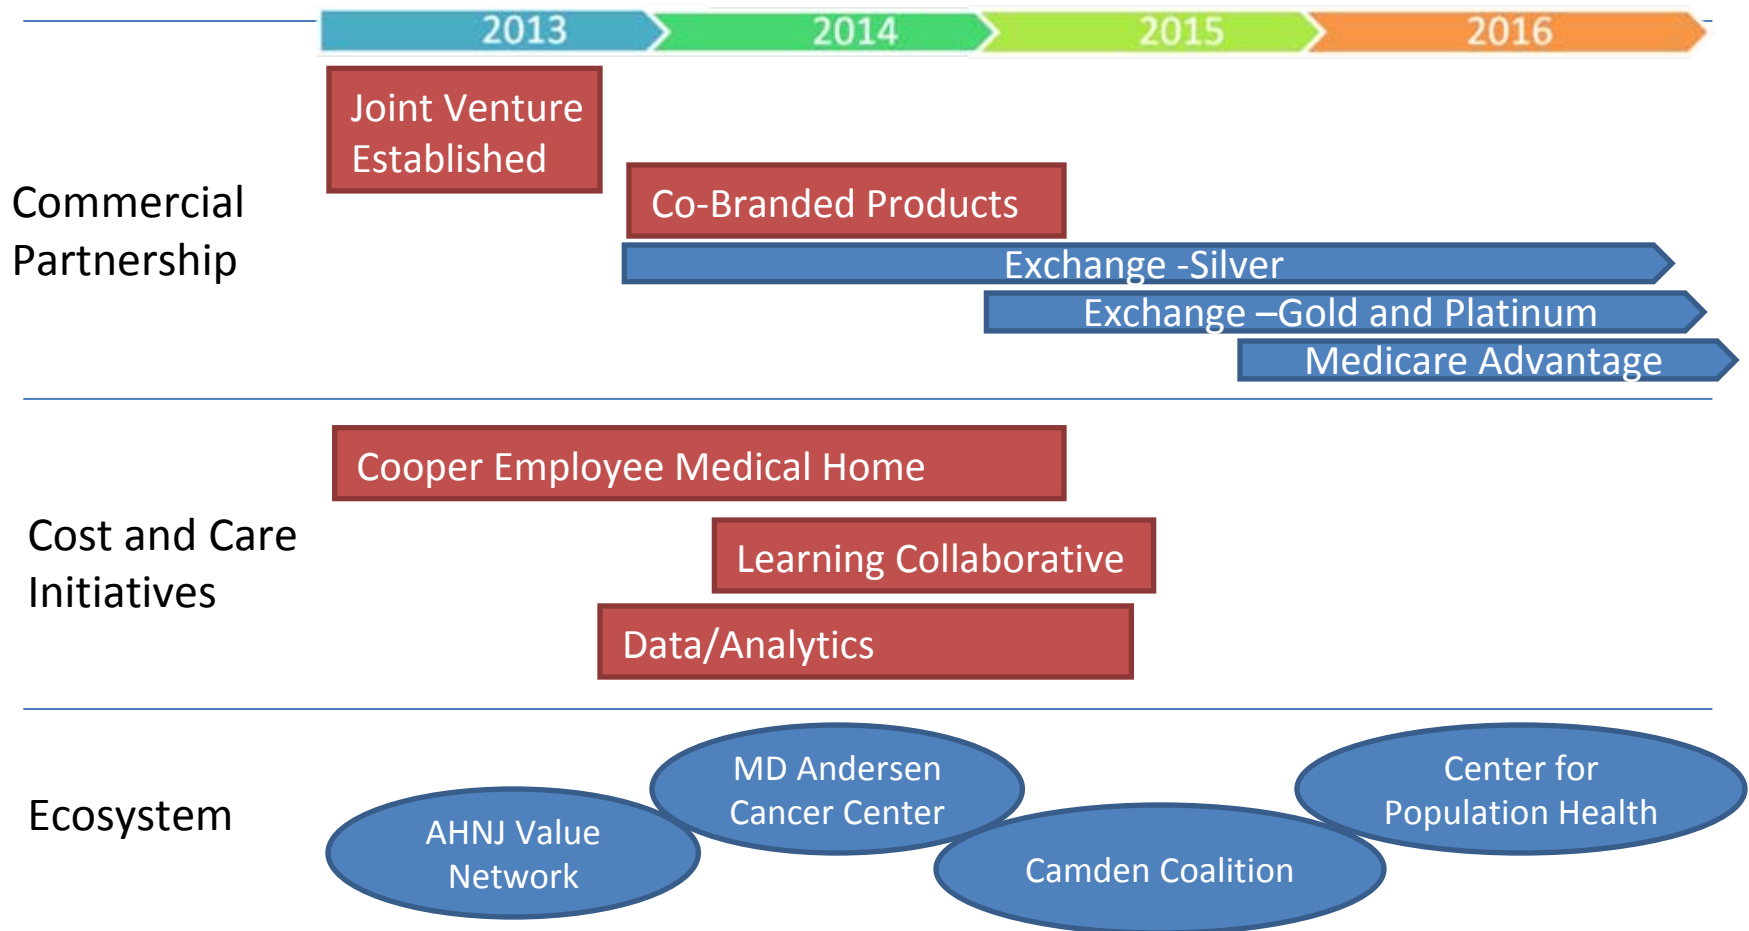 2013
2014
2015
2016
Joint Venture
Established
Commercial
Partnership
Co-Branded Products
Exchange -Silver
Exchange –Gold and Platinum
Medicare Advantage
Cooper Employee Medical Home
Cost and Care
Initiatives
Learning Collaborative
Data/Analytics
Ecosystem
AHNJ Value
Network
MD Andersen
Cancer Center
Camden Coalition
Center for
Population Health